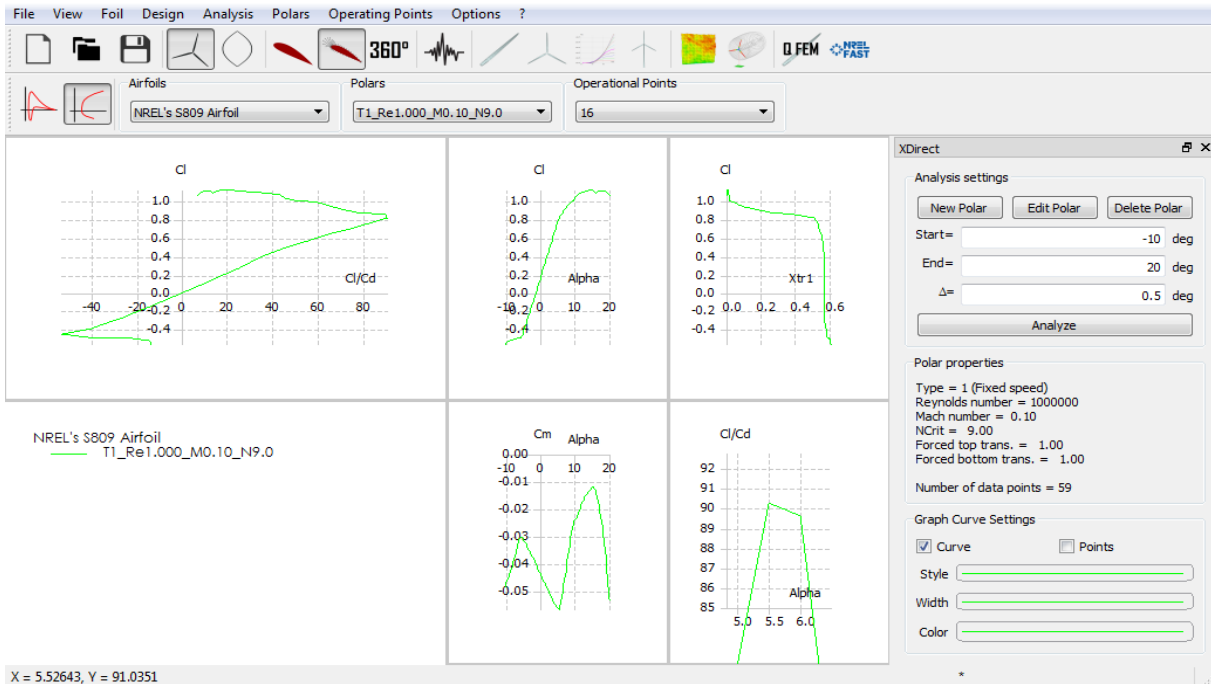 File View Foil Design Analysis Polars Operating Points Options ?
360° Q FEM NREL FAST
Airfoils Polars Operational Points
NREL's S809 Airfoil T1_Re1.000_M0.10_N9.0 16
Cl
1.0
0.8
0.6
0.4
0.2
0.0
-0.2
-0.4
-40 -20 0 20 40 60 80
Cl/Cd
Cl
1.0
0.8
0.6
0.4
0.2
0.0
-0.2
-0.4
-10 0 10 20
Alpha
Cl
1.0
0.8
0.6
0.4
0.2
0.0
-0.2
-0.4
0.0 0.2 0.4 0.6
Xtr1
NREL's S809 Airfoil
T1_Re1.000_M0.10_N9.0
Cm Alpha
0.00
-10 0 10 20
-0.01
-0.02
-0.03
-0.04
-0.05
Cl/Cd
92
91
90
89
88
87
86
85
Alpha
5.0 5.5 6.0
XDirect
Analysis settings
New Polar Edit Polar Delete Polar
Start= -10 deg
End= 20 deg
Δ= 0.5 deg
Analyze
Polar properties
Type = 1 (Fixed speed)
Reynolds number = 1000000
Mach number = 0.10
NCrit = 9.00
Forced top trans. = 1.00
Forced bottom trans. = 1.00
Number of data points = 59
Graph Curve Settings
Curve Points
Style
Width
Color
X = 5.52643, Y = 91.0351 *